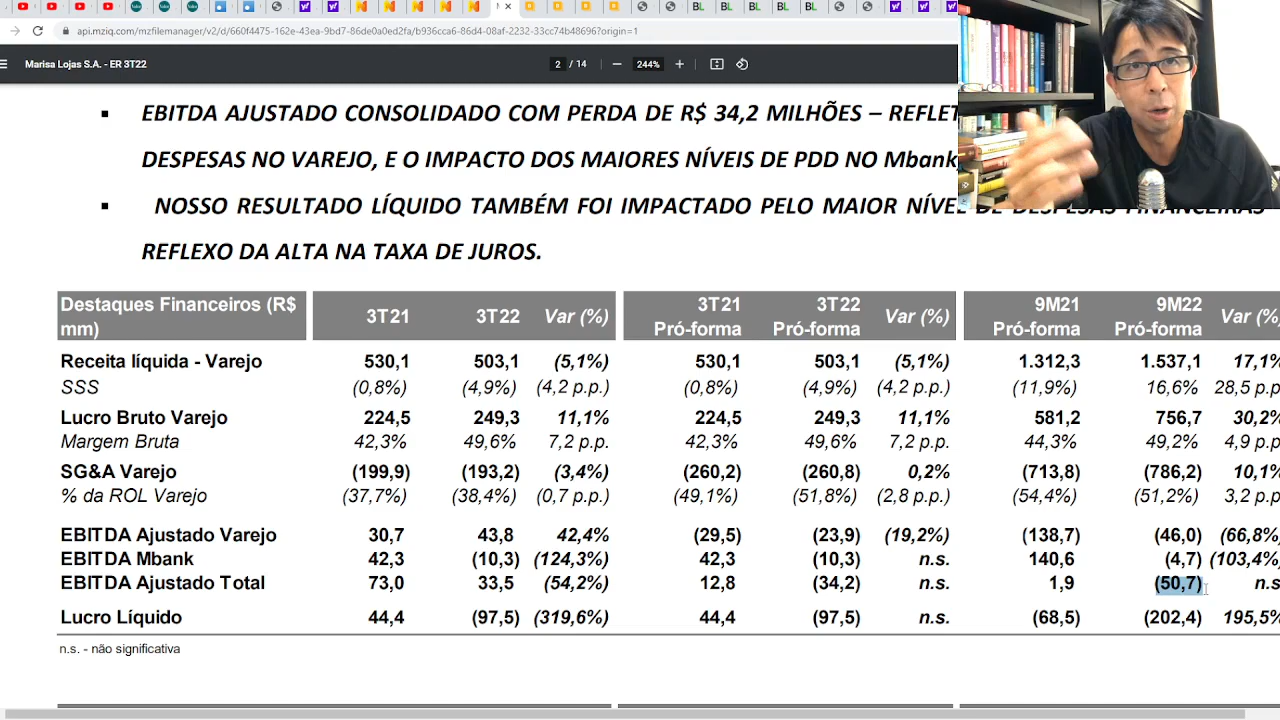 api.mziq.com/mzfilemanager/v2/d/660f4f7
Marisa Lojas S.A. - ER 3T22
2 / 14
244%
▪ EBITDA AJUSTADO CONSOLIDADO COM PERDA DE R$ 34,2 MILHÕES – REFLET
DESPESAS NO VAREJO, E O IMPACTO DOS MAIORES NÍVEIS DE PDD NO Mbank
▪ NOSSO RESULTADO LÍQUIDO TAMBÉM FOI IMPACTADO PELO MAIOR NÍVEL DE DESPESAS FINANCEIRAS
REFLEXO DA ALTA NA TAXA DE JUROS.
Destaques Financeiros (R$ mm) 3T21 3T22 Var (%) 3T21 Pró-forma 3T22 Pró-forma Var (%) 9M21 Pró-forma 9M22 Pró-forma Var (%
Receita líquida - Varejo 530,1 503,1 (5,1%) 530,1 503,1 (5,1%) 1.312,3 1.537,1 17,1%
SSS (0,8%) (4,9%) (4,2 p.p.) (0,8%) (4,9%) (4,2 p.p.) (11,9%) 16,6% 28,5 p.p
Lucro Bruto Varejo 224,5 249,3 11,1% 224,5 249,3 11,1% 581,2 756,7 30,2%
Margem Bruta 42,3% 49,6% 7,2 p.p. 42,3% 49,6% 7,2 p.p. 44,3% 49,2% 4,9 p.p.
SG&A Varejo (199,9) (193,2) (3,4%) (260,2) (260,8) 0,2% (713,8) (786,2) 10,1%
% da ROL Varejo (37,7%) (38,4%) (0,7 p.p.) (49,1%) (51,8%) (2,8 p.p.) (54,4%) (51,2%) 3,2 p.p.
EBITDA Ajustado Varejo 30,7 43,8 42,4% (29,5) (23,9) (19,2%) (138,7) (46,0) (66,8%)
EBITDA Mbank 42,3 (10,3) (124,3%) 42,3 (10,3) n.s. 140,6 (4,7) (103,4%)
EBITDA Ajustado Total 73,0 33,5 (54,2%) 12,8 (34,2) n.s. 1,9 (50,7) n.s
Lucro Líquido 44,4 (97,5) (319,6%) 44,4 (97,5) n.s. (68,5) (202,4) 195,5%
n.s. - não significativa